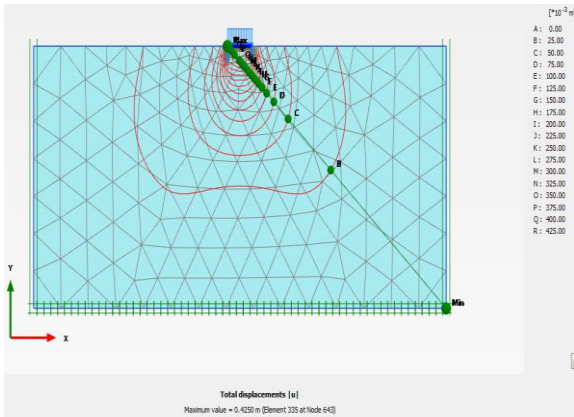 [*10⁻³ m]
A: 0.00
B: 25.00
C: 50.00
D: 75.00
E: 100.00
F: 125.00
G: 150.00
H: 175.00
I: 200.00
J: 225.00
K: 250.00
L: 275.00
M: 300.00
N: 325.00
O: 350.00
P: 375.00
Q: 400.00
R: 425.00
Max
E
D
C
B
Min
Y
X
Total displacements |u|
Maximum value = 0.4250 m (Element 335 at Node 643)